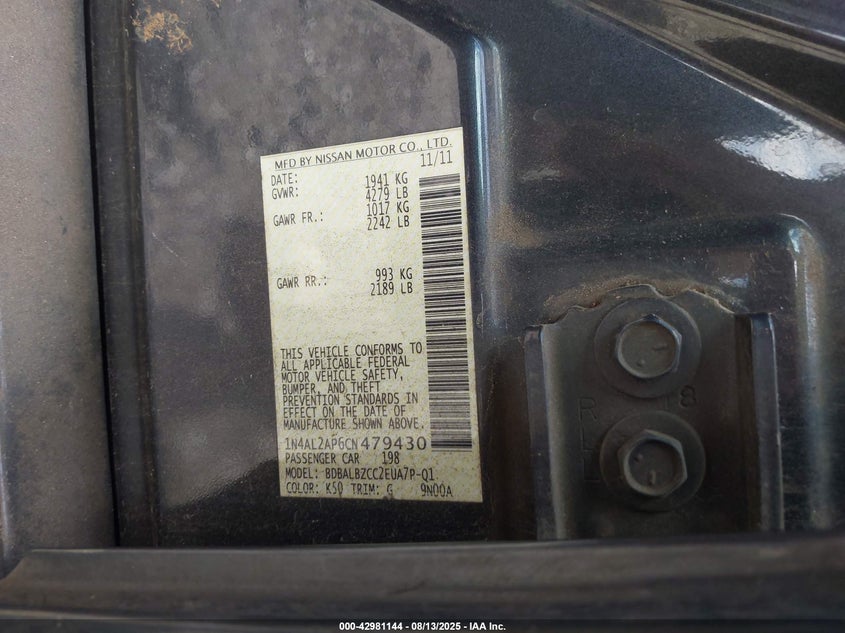 MFD BY NISSAN MOTOR CO., LTD.
DATE: 11/11
GVWR: 1941 KG
4279 LB
GAWR FR.: 1017 KG
2242 LB
GAWR RR.: 993 KG
2189 LB
THIS VEHICLE CONFORMS TO
ALL APPLICABLE FEDERAL
MOTOR VEHICLE SAFETY,
BUMPER, AND THEFT
PREVENTION STANDARDS IN
EFFECT ON THE DATE OF
MANUFACTURE SHOWN ABOVE.
1N4AL2AP6CN479430
PASSENGER CAR 198
MODEL: BDBALBZCC2EUA7P-Q1
COLOR: K50 TRIM: G 9N00A
000-42981144 - 08/13/2025 - IAA Inc.